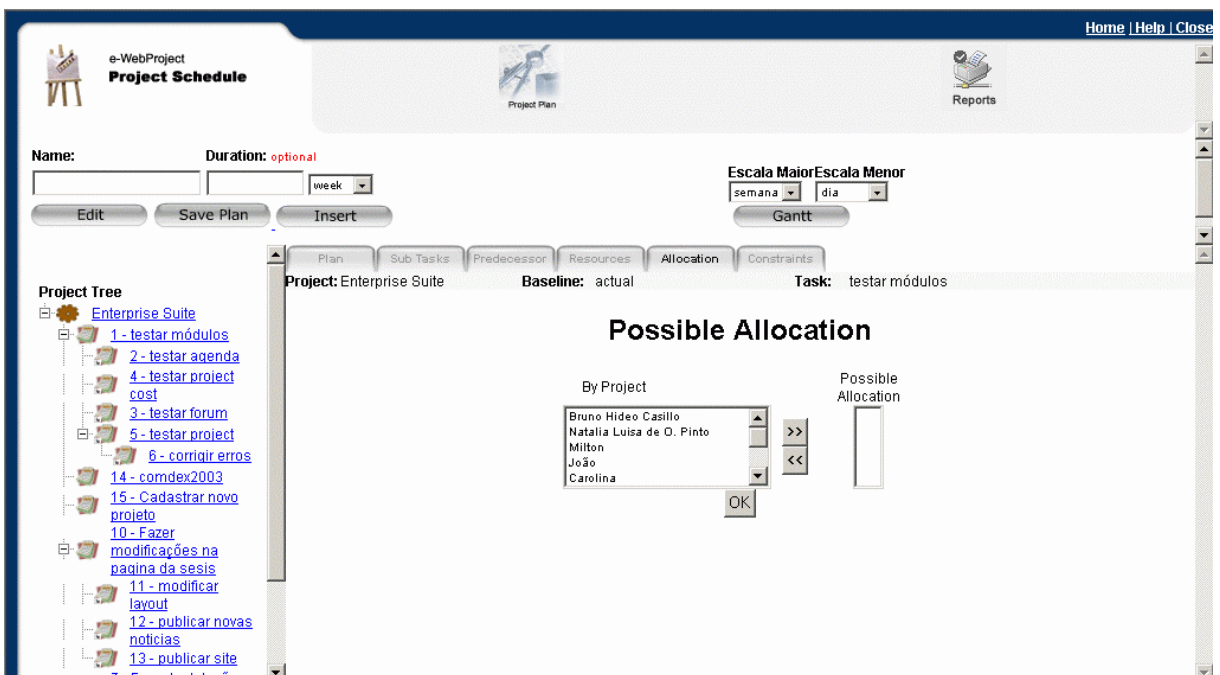 Home | Help | Close
e-WebProject
Project Schedule
Project Plan
Reports
Name:
Duration: optional
week
Edit
Save Plan
Insert
Escala MaiorEscala Menor
semana
dia
Gantt
Plan
Sub Tasks
Predecessor
Resources
Allocation
Constraints
Project: Enterprise Suite
Baseline: actual
Task: testar módulos
Project Tree
Enterprise Suite
1 - testar módulos
2 - testar agenda
4 - testar project
cost
3 - testar forum
5 - testar project
6 - corrigir erros
14 - comdex2003
15 - Cadastrar novo
projeto
10 - Fazer
modificações na
pagina da sesis
11 - modificar
layout
12 - publicar novas
noticias
13 - publicar site
Possible Allocation
By Project
Bruno Hideo Casillo
Natalia Luisa de O. Pinto
Milton
João
Carolina
>>
<<
Possible
Allocation
OK